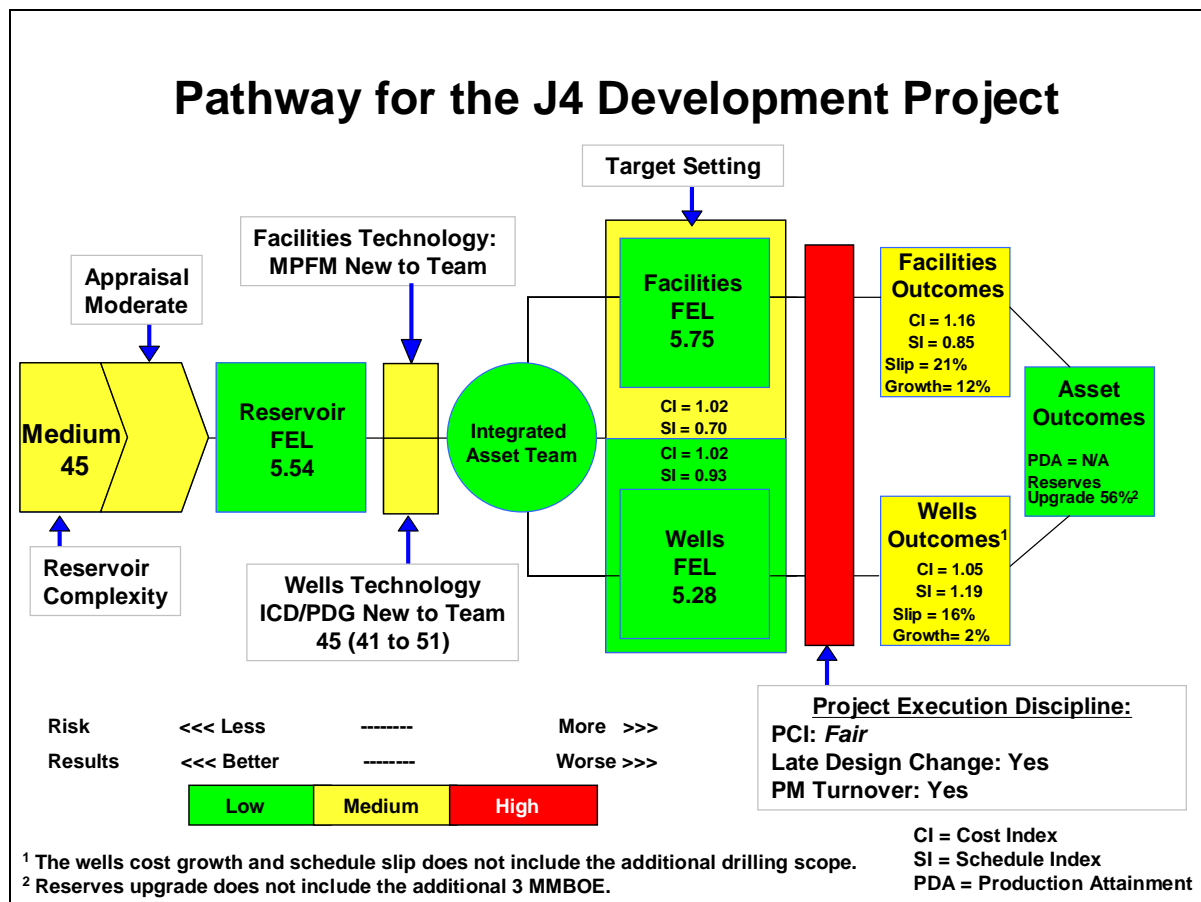 Pathway for the J4 Development Project
Target Setting
Facilities Technology:
MPFM New to Team
Appraisal
Moderate
Medium
45
Reservoir
Complexity
Reservoir
FEL
5.54
Wells Technology
ICD/PDG New to Team
45 (41 to 51)
Integrated
Asset Team
Facilities
FEL
5.75
CI = 1.02
SI = 0.70
CI = 1.02
SI = 0.93
Wells
FEL
5.28
Facilities
Outcomes
CI = 1.16
SI = 0.85
Slip = 21%
Growth= 12%
Wells
Outcomes¹
CI = 1.05
SI = 1.19
Slip = 16%
Growth= 2%
Asset
Outcomes
PDA = N/A
Reserves
Upgrade 56%²
Project Execution Discipline:
PCI: Fair
Late Design Change: Yes
PM Turnover: Yes
Risk <<< Less -------- More >>>
Results <<< Better -------- Worse >>>
Low Medium High
¹ The wells cost growth and schedule slip does not include the additional drilling scope.
² Reserves upgrade does not include the additional 3 MMBOE.
CI = Cost Index
SI = Schedule Index
PDA = Production Attainment